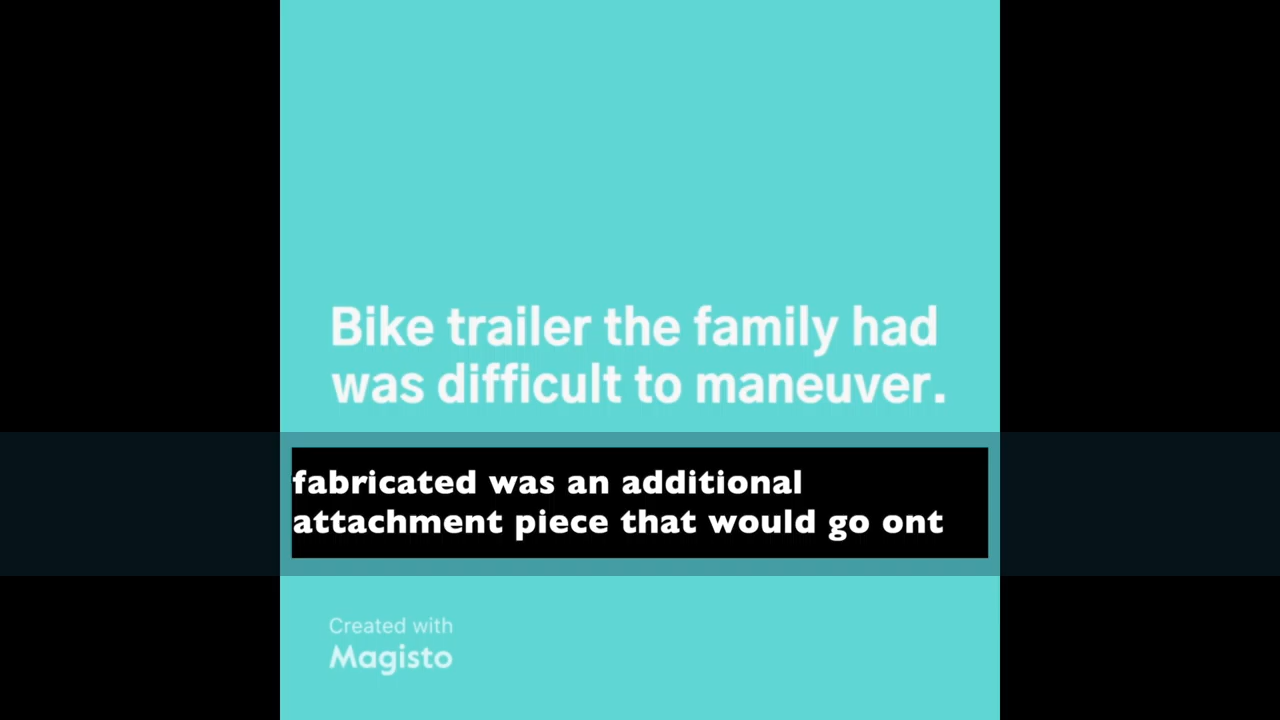 Bike trailer the family had
was difficult to maneuver.
fabricated was an additional
attachment piece that would go ont
Created with
Magisto